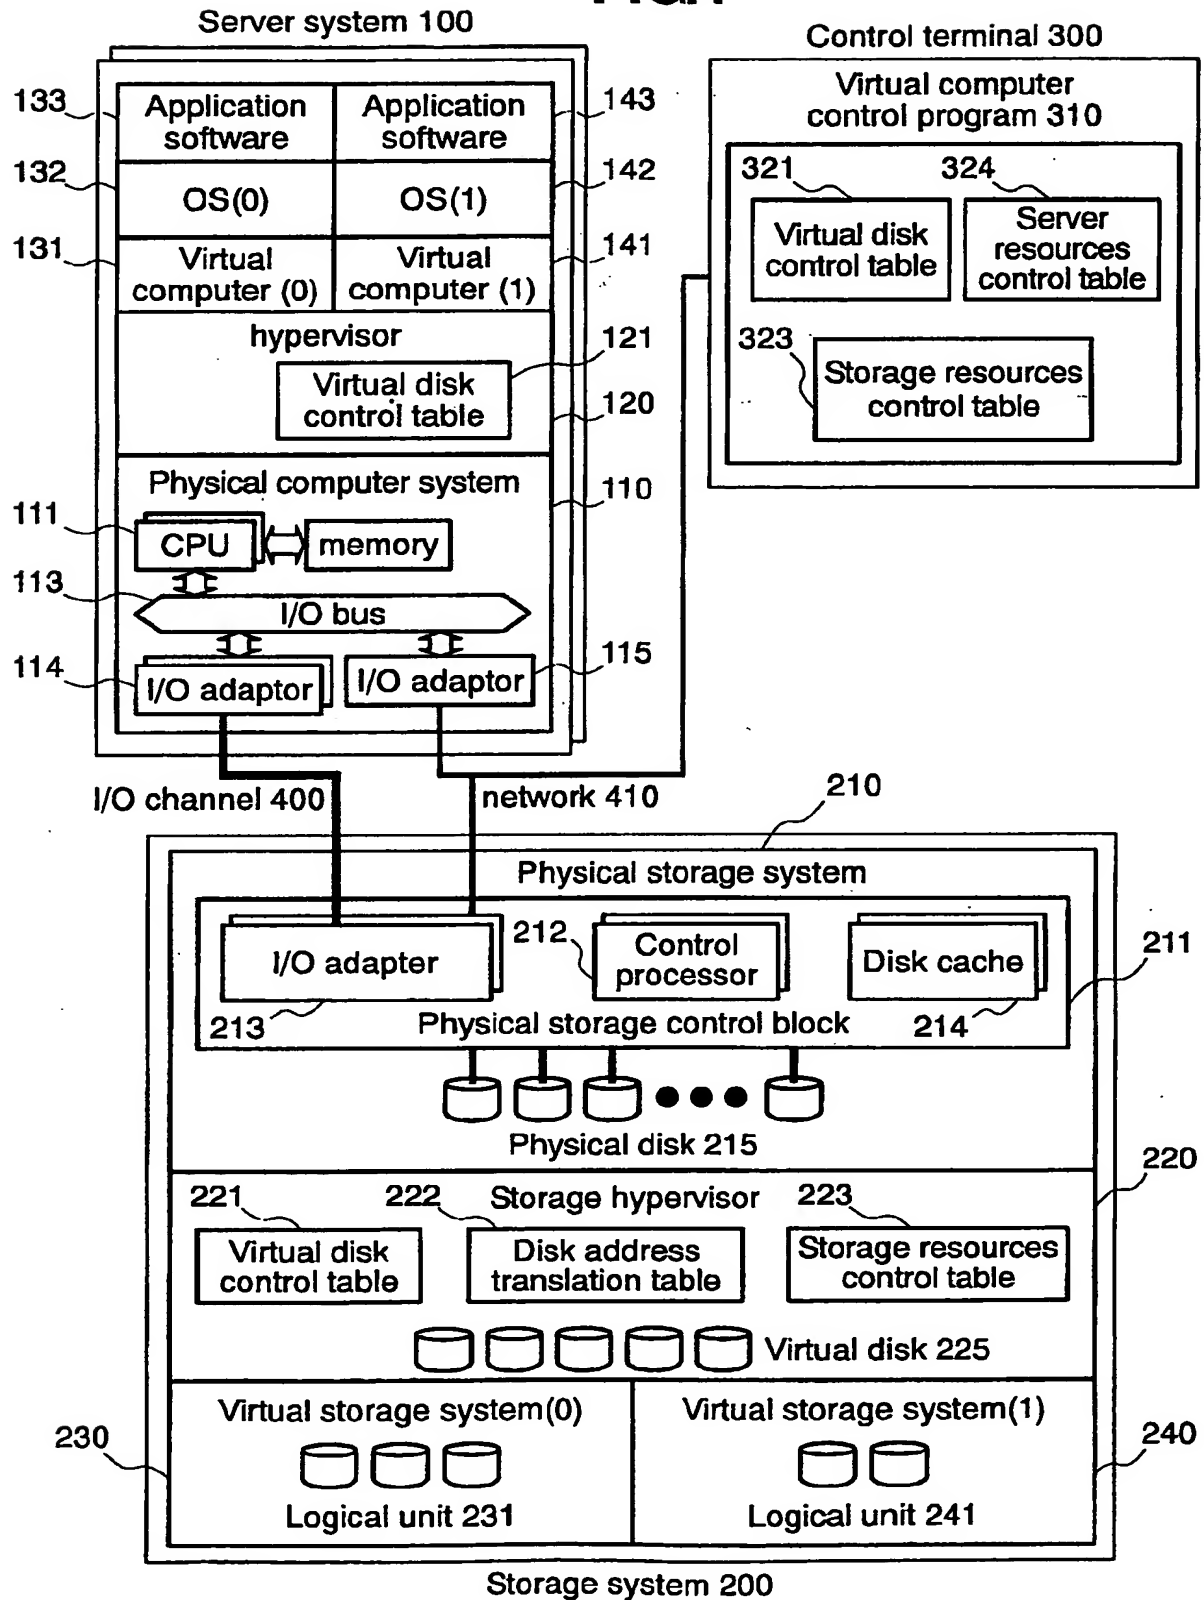 Server system 100
Control terminal 300
133
Application
software
Application
software
143
132
OS(0)
OS(1)
142
131
Virtual
computer (0)
Virtual
computer (1)
141
hypervisor
121
Virtual disk
control table
120
Physical computer system
110
111
CPU
memory
113
I/O bus
114
I/O adaptor
I/O adaptor
115
Virtual computer
control program 310
321
324
Virtual disk
control table
Server
resources
control table
323
Storage resources
control table
I/O channel 400
network 410
210
Physical storage system
I/O adapter
212
Control
processor
Disk cache
211
213
Physical storage control block
214
Physical disk 215
220
221
222
Storage hypervisor
223
Virtual disk
control table
Disk address
translation table
Storage resources
control table
Virtual disk 225
230
Virtual storage system(0)
Virtual storage system(1)
240
Logical unit 231
Logical unit 241
Storage system 200